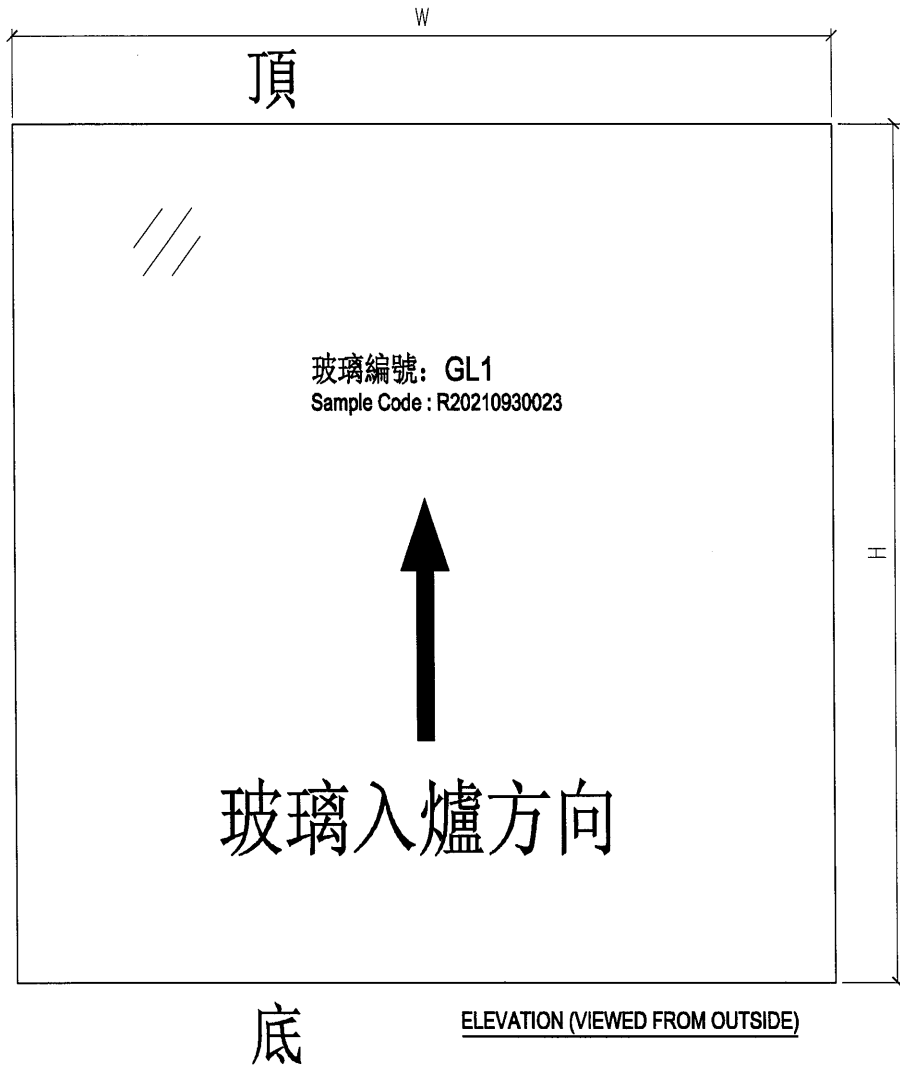 W
頂
玻璃編號：GL1
Sample Code : R20210930023
H
玻璃入爐方向
底
ELEVATION (VIEWED FROM OUTSIDE)